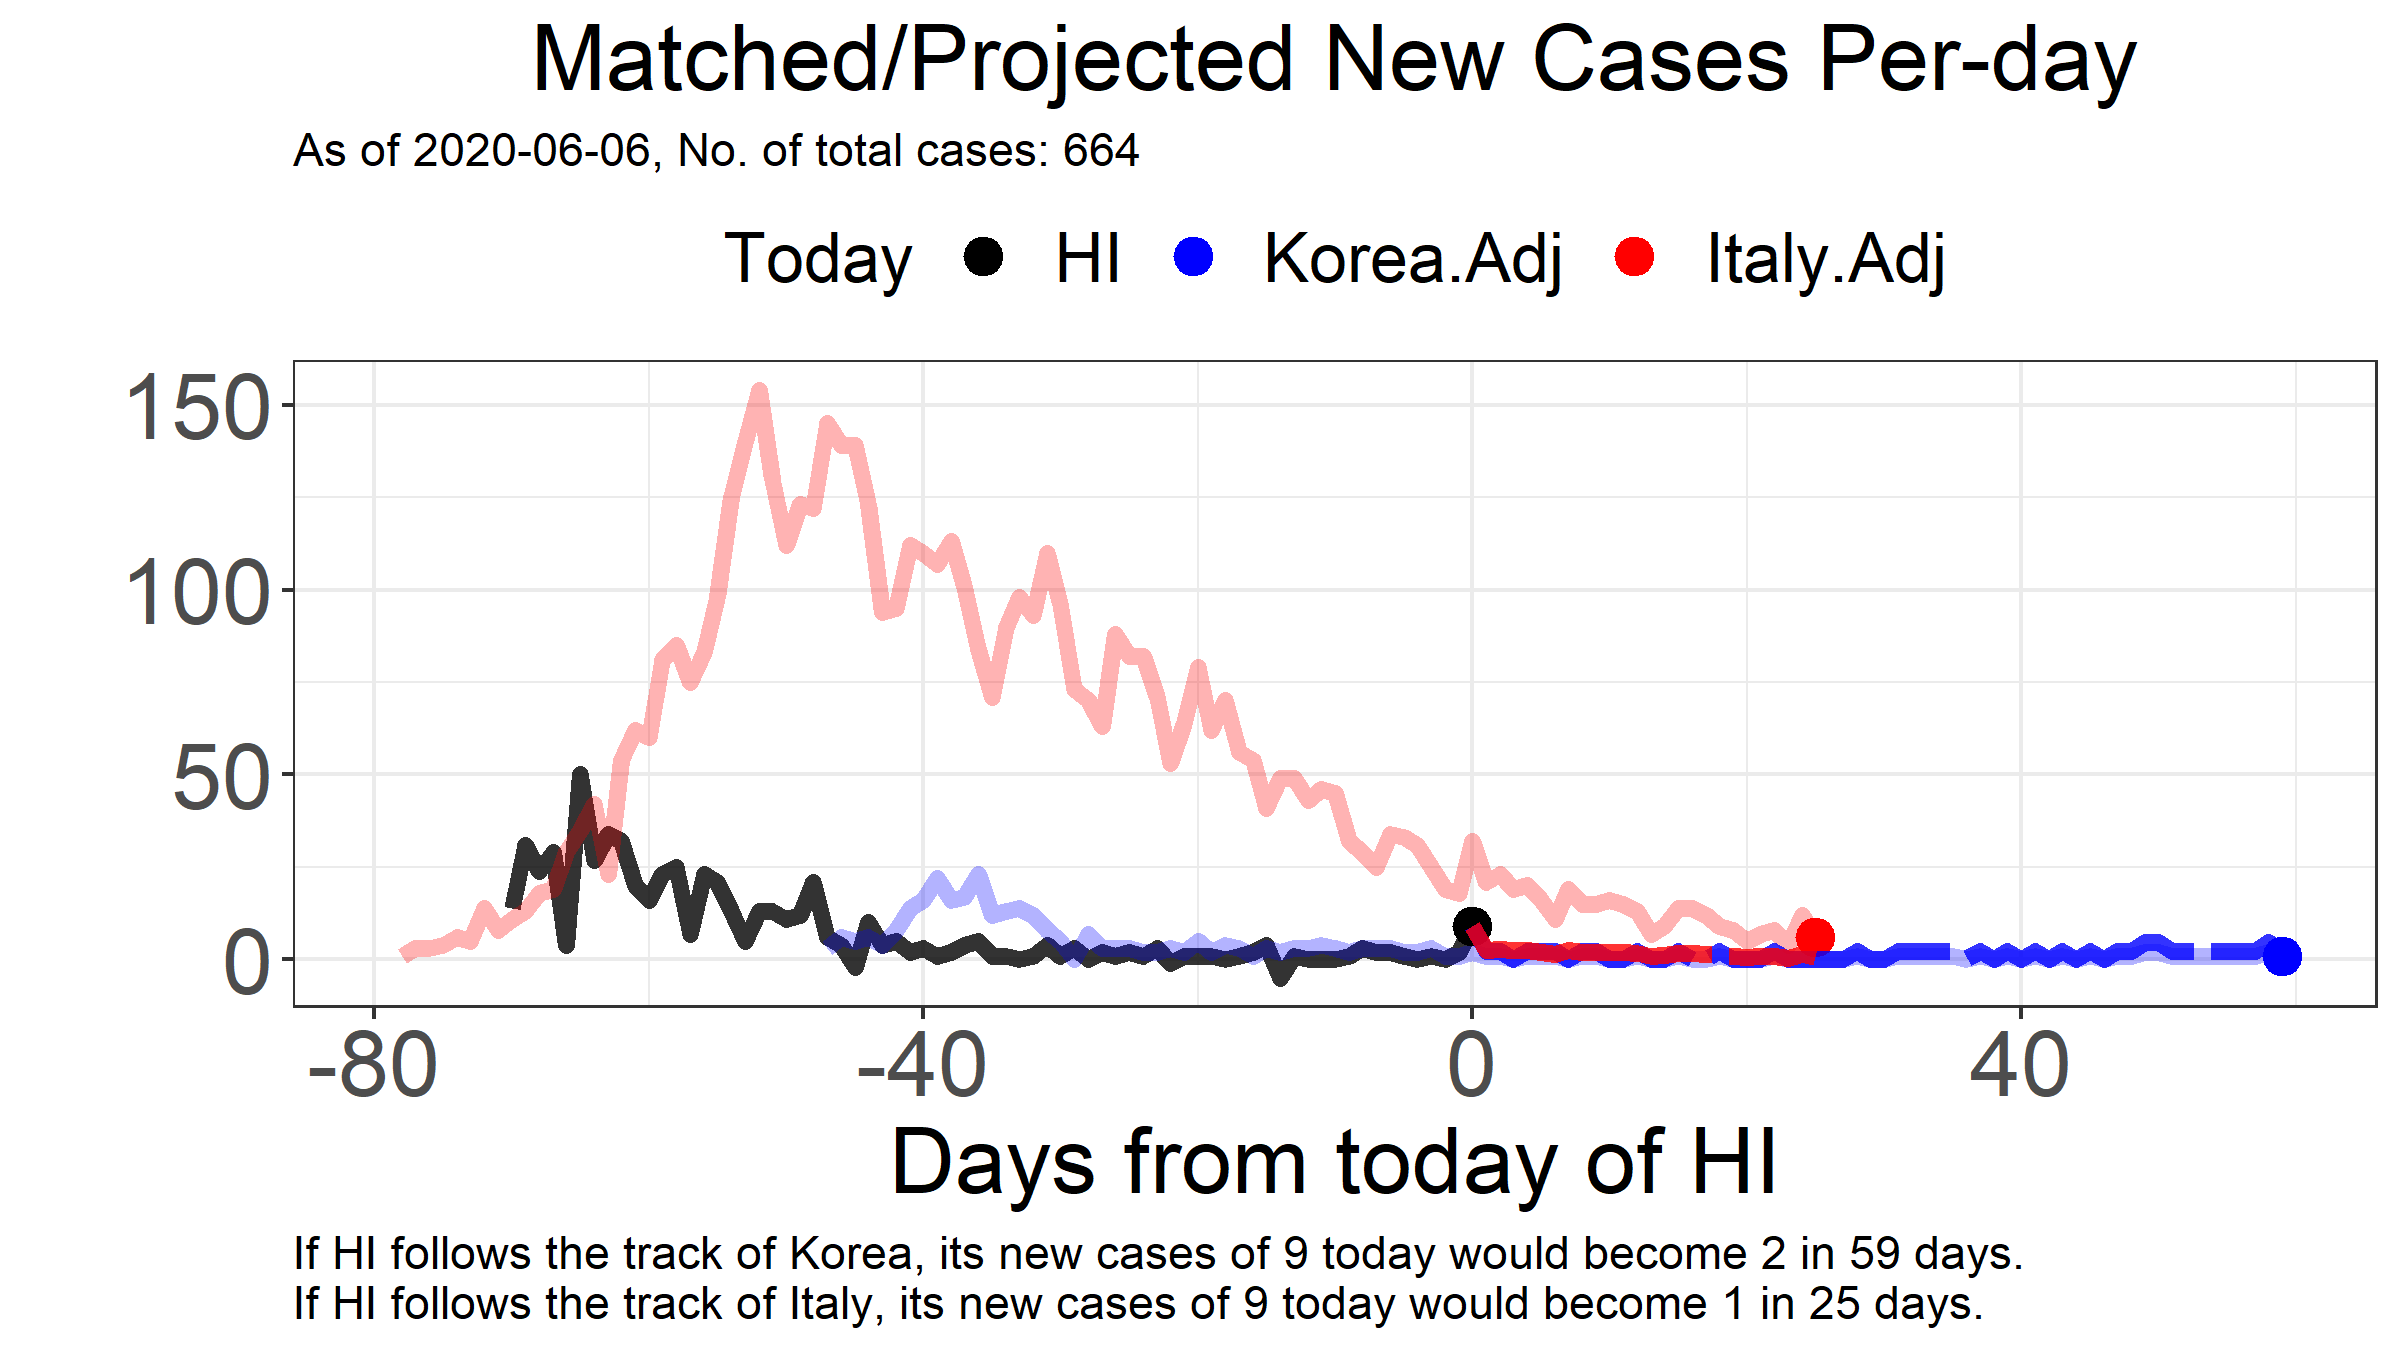 Matched/Projected New Cases Per-day
As of 2020-06-06, No. of total cases: 664
Today HI Korea.Adj Italy.Adj
150
100
50
0
-80 -40 0 40
Days from today of HI
If HI follows the track of Korea, its new cases of 9 today would become 2 in 59 days.
If HI follows the track of Italy, its new cases of 9 today would become 1 in 25 days.